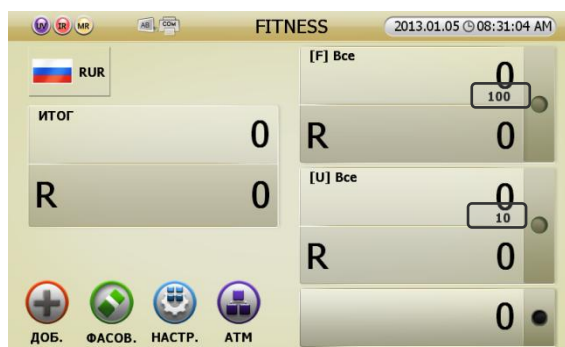 UV IR MR AB COM FITNESS 2013.01.05 08:31:04 AM
RUR
ИТОГ
0
R 0
[F] Все
0
100
R 0
[U] Все
0
10
R 0
0
ДОБ. ФАСОВ. НАСТР. АТМ